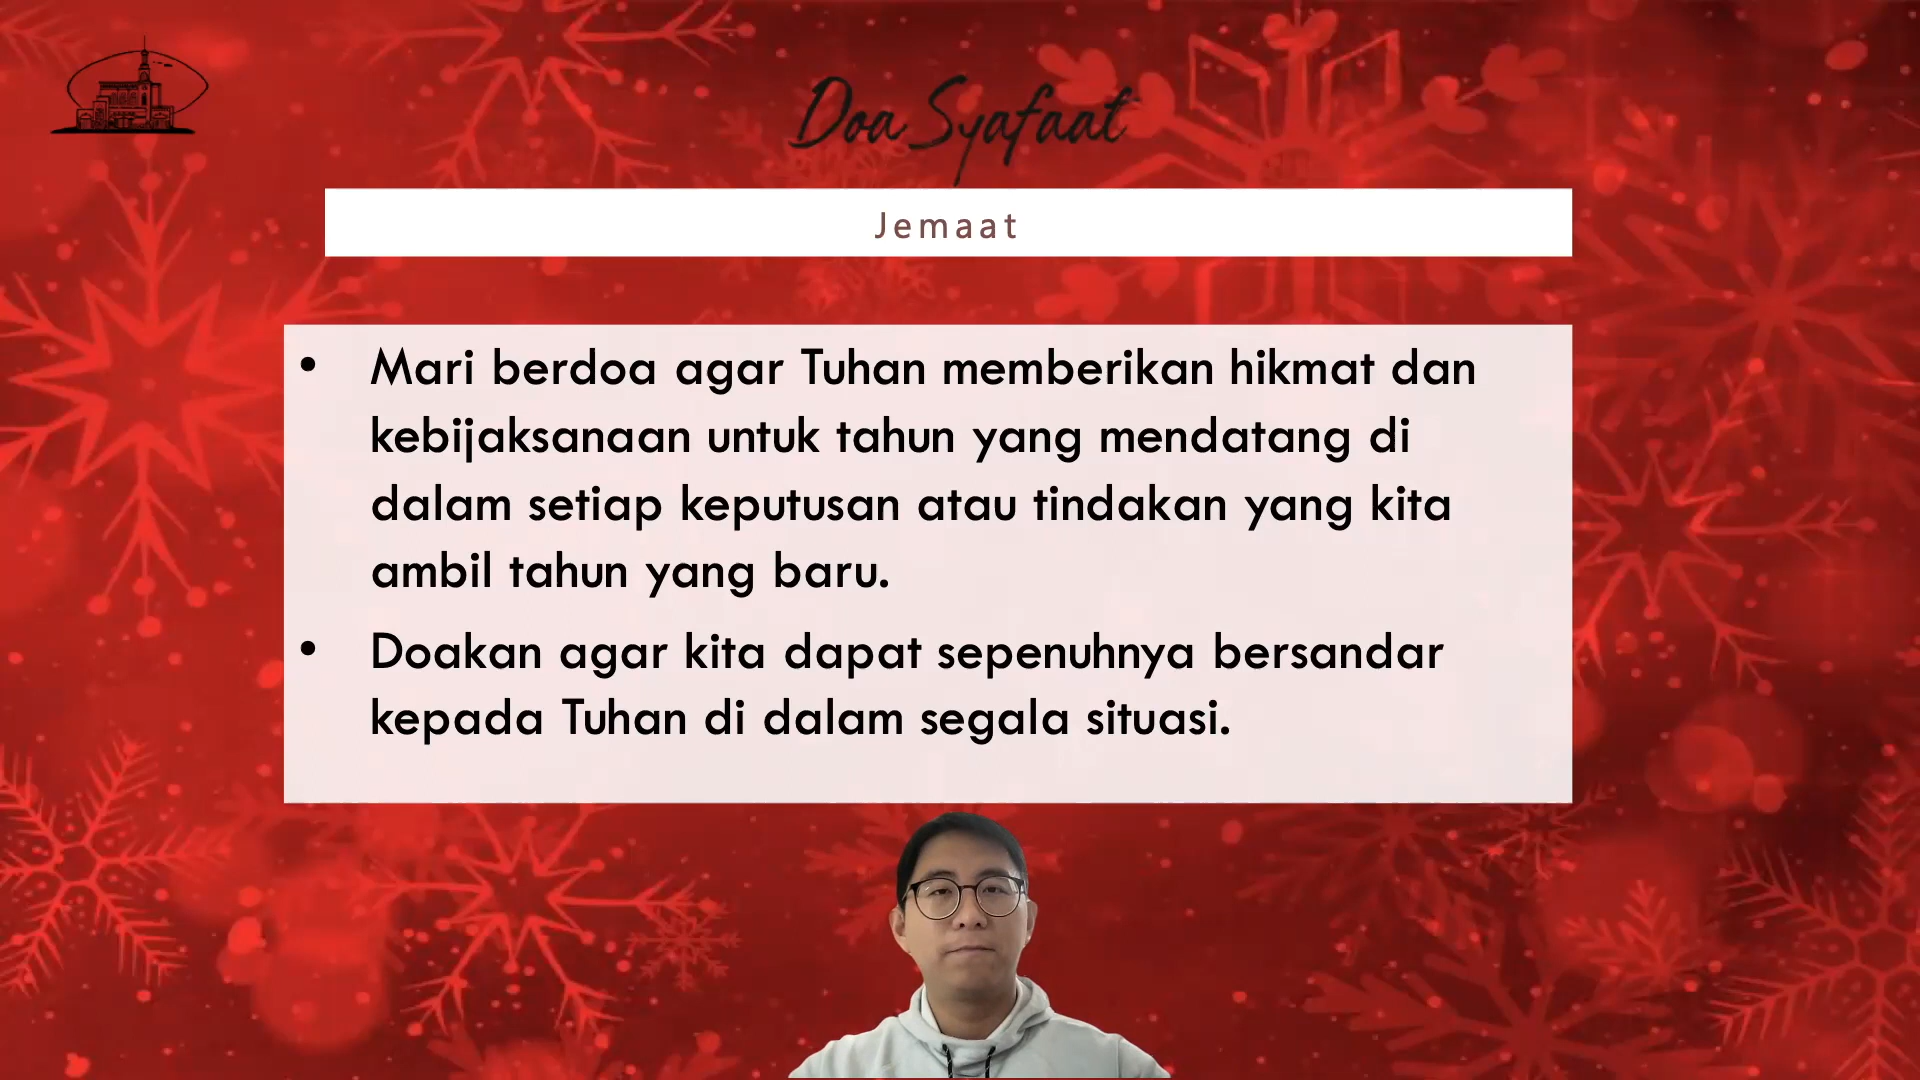 Doa Syafaat
Jemaat
• Mari berdoa agar Tuhan memberikan hikmat dan
kebijaksanaan untuk tahun yang mendatang di
dalam setiap keputusan atau tindakan yang kita
ambil tahun yang baru.
• Doakan agar kita dapat sepenuhnya bersandar
kepada Tuhan di dalam segala situasi.